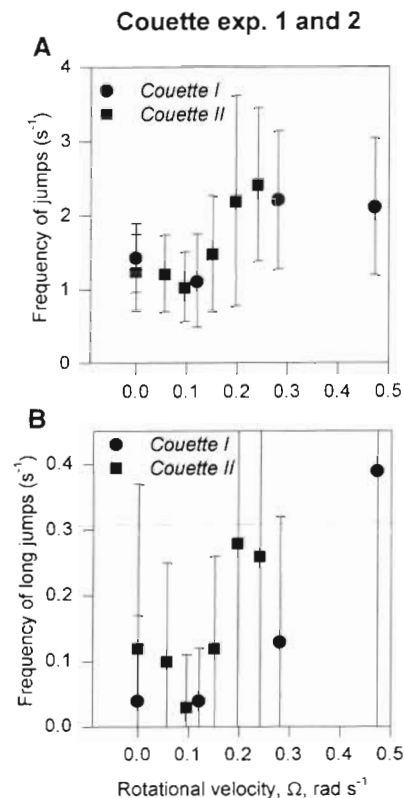 Couette exp. 1 and 2
A
4
3
2
1
0
Frequency of jumps (s⁻¹)
Couette I
Couette II
0.0 0.1 0.2 0.3 0.4 0.5
B
0.4
0.3
0.2
0.1
0.0
Frequency of long jumps (s⁻¹)
Couette I
Couette II
0.0 0.1 0.2 0.3 0.4 0.5
Rotational velocity, Ω, rad s⁻¹